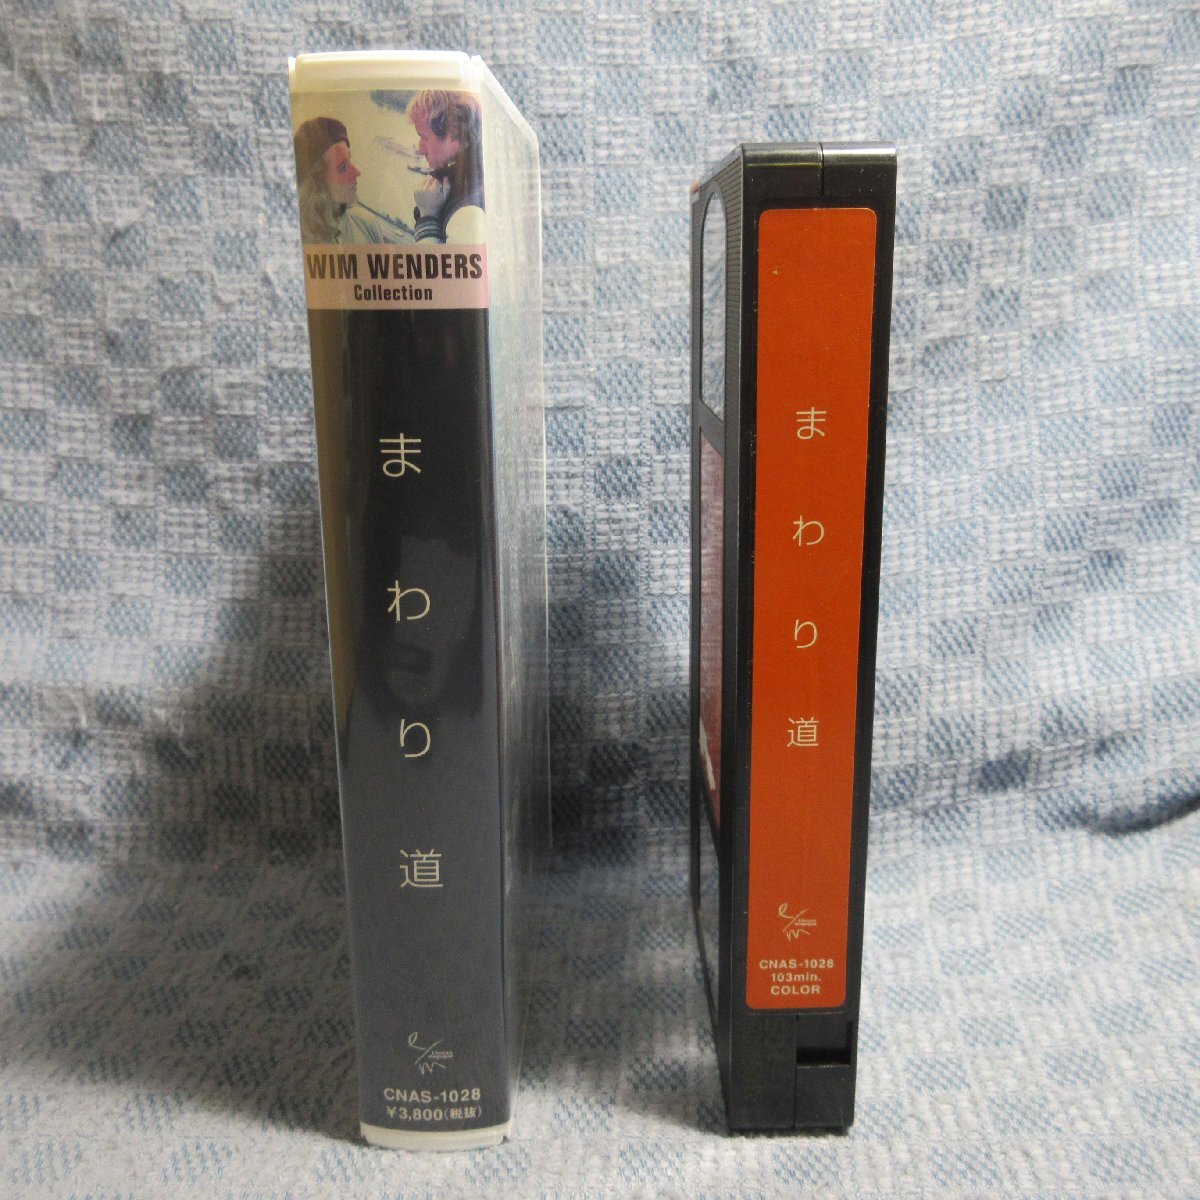 WIM WENDERS
Collection
まわり道
CNAS-1028
¥3,800(税抜)
まわり道
CNAS-1028
103min.
COLOR